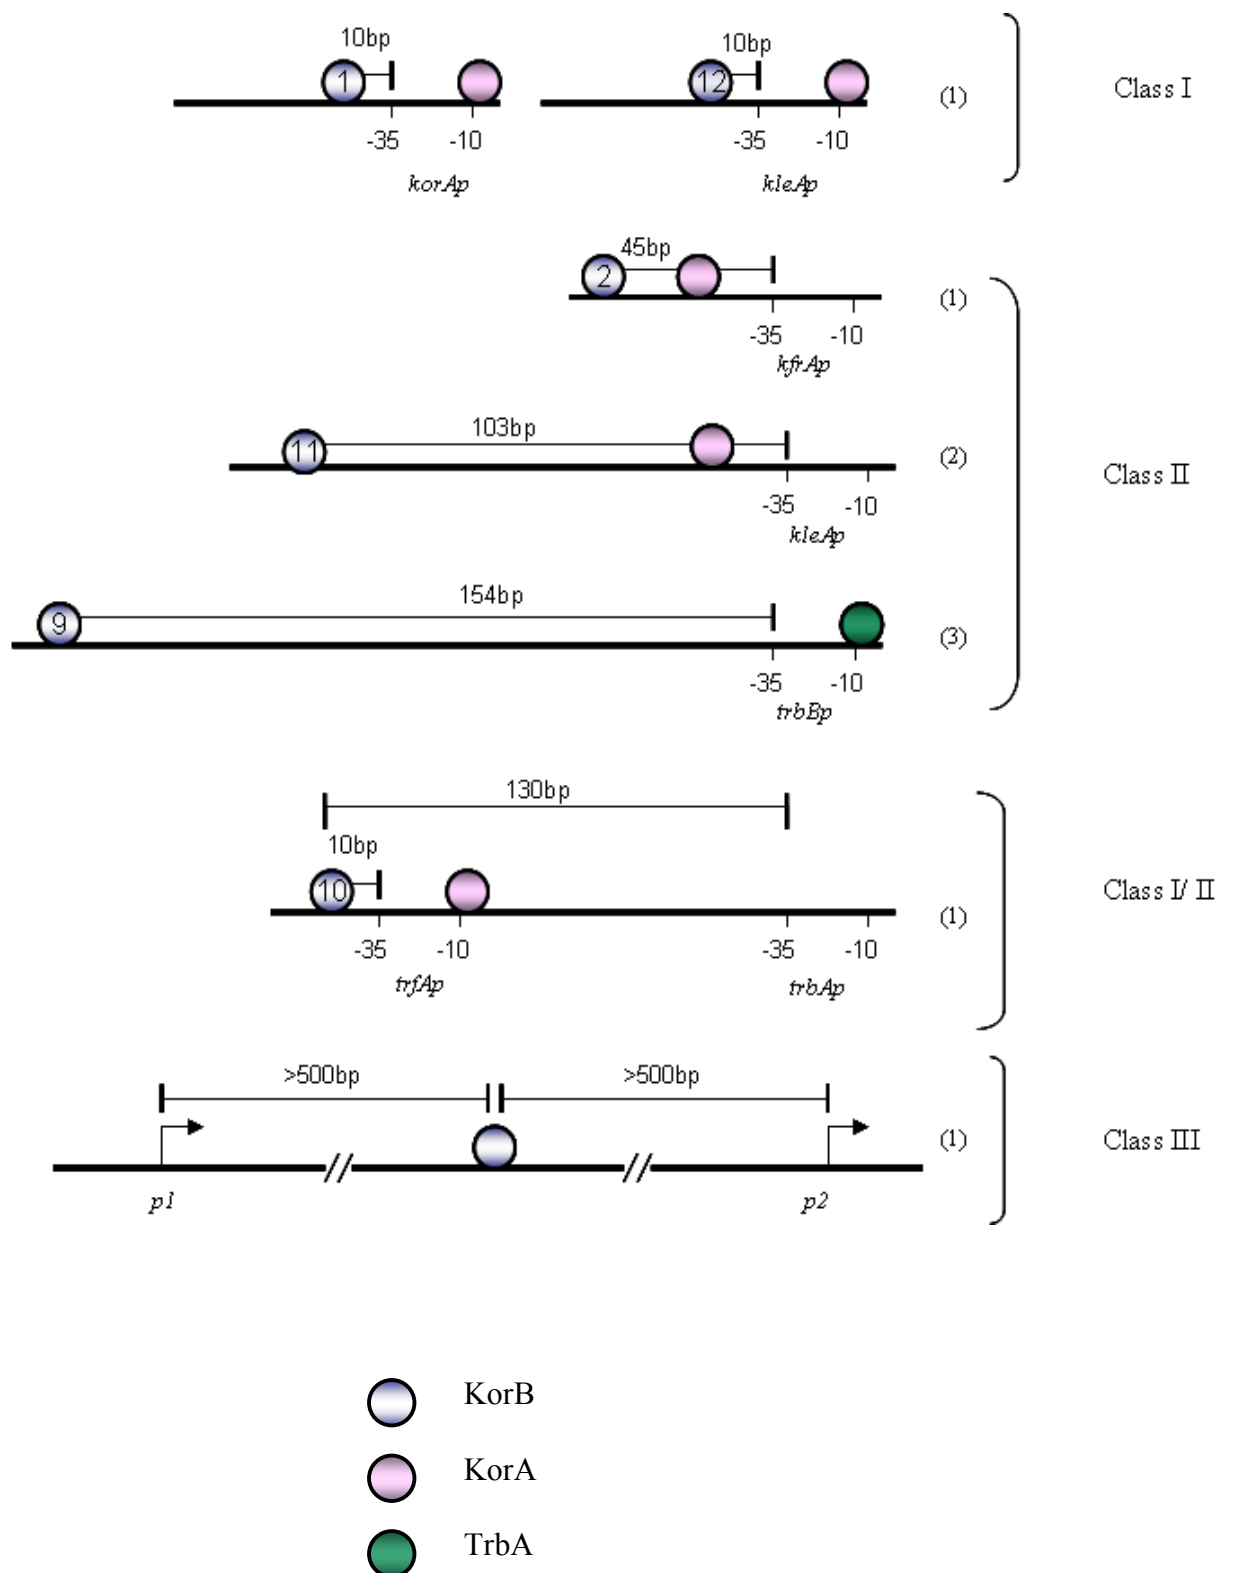 10bp 10bp
1 12 (1) Class I
-35 -10 -35 -10
korAp kleAp
45bp
2 (1)
-35 -10
kfrAp
103bp
11 (2) Class II
-35 -10
kleAp
154bp
9 (3)
-35 -10
trbBp
130bp
10bp
10 (1) Class I/ II
-35 -10 -35 -10
trfAp trbAp
>500bp >500bp
(1) Class III
p1 p2
KorB
KorA
TrbA